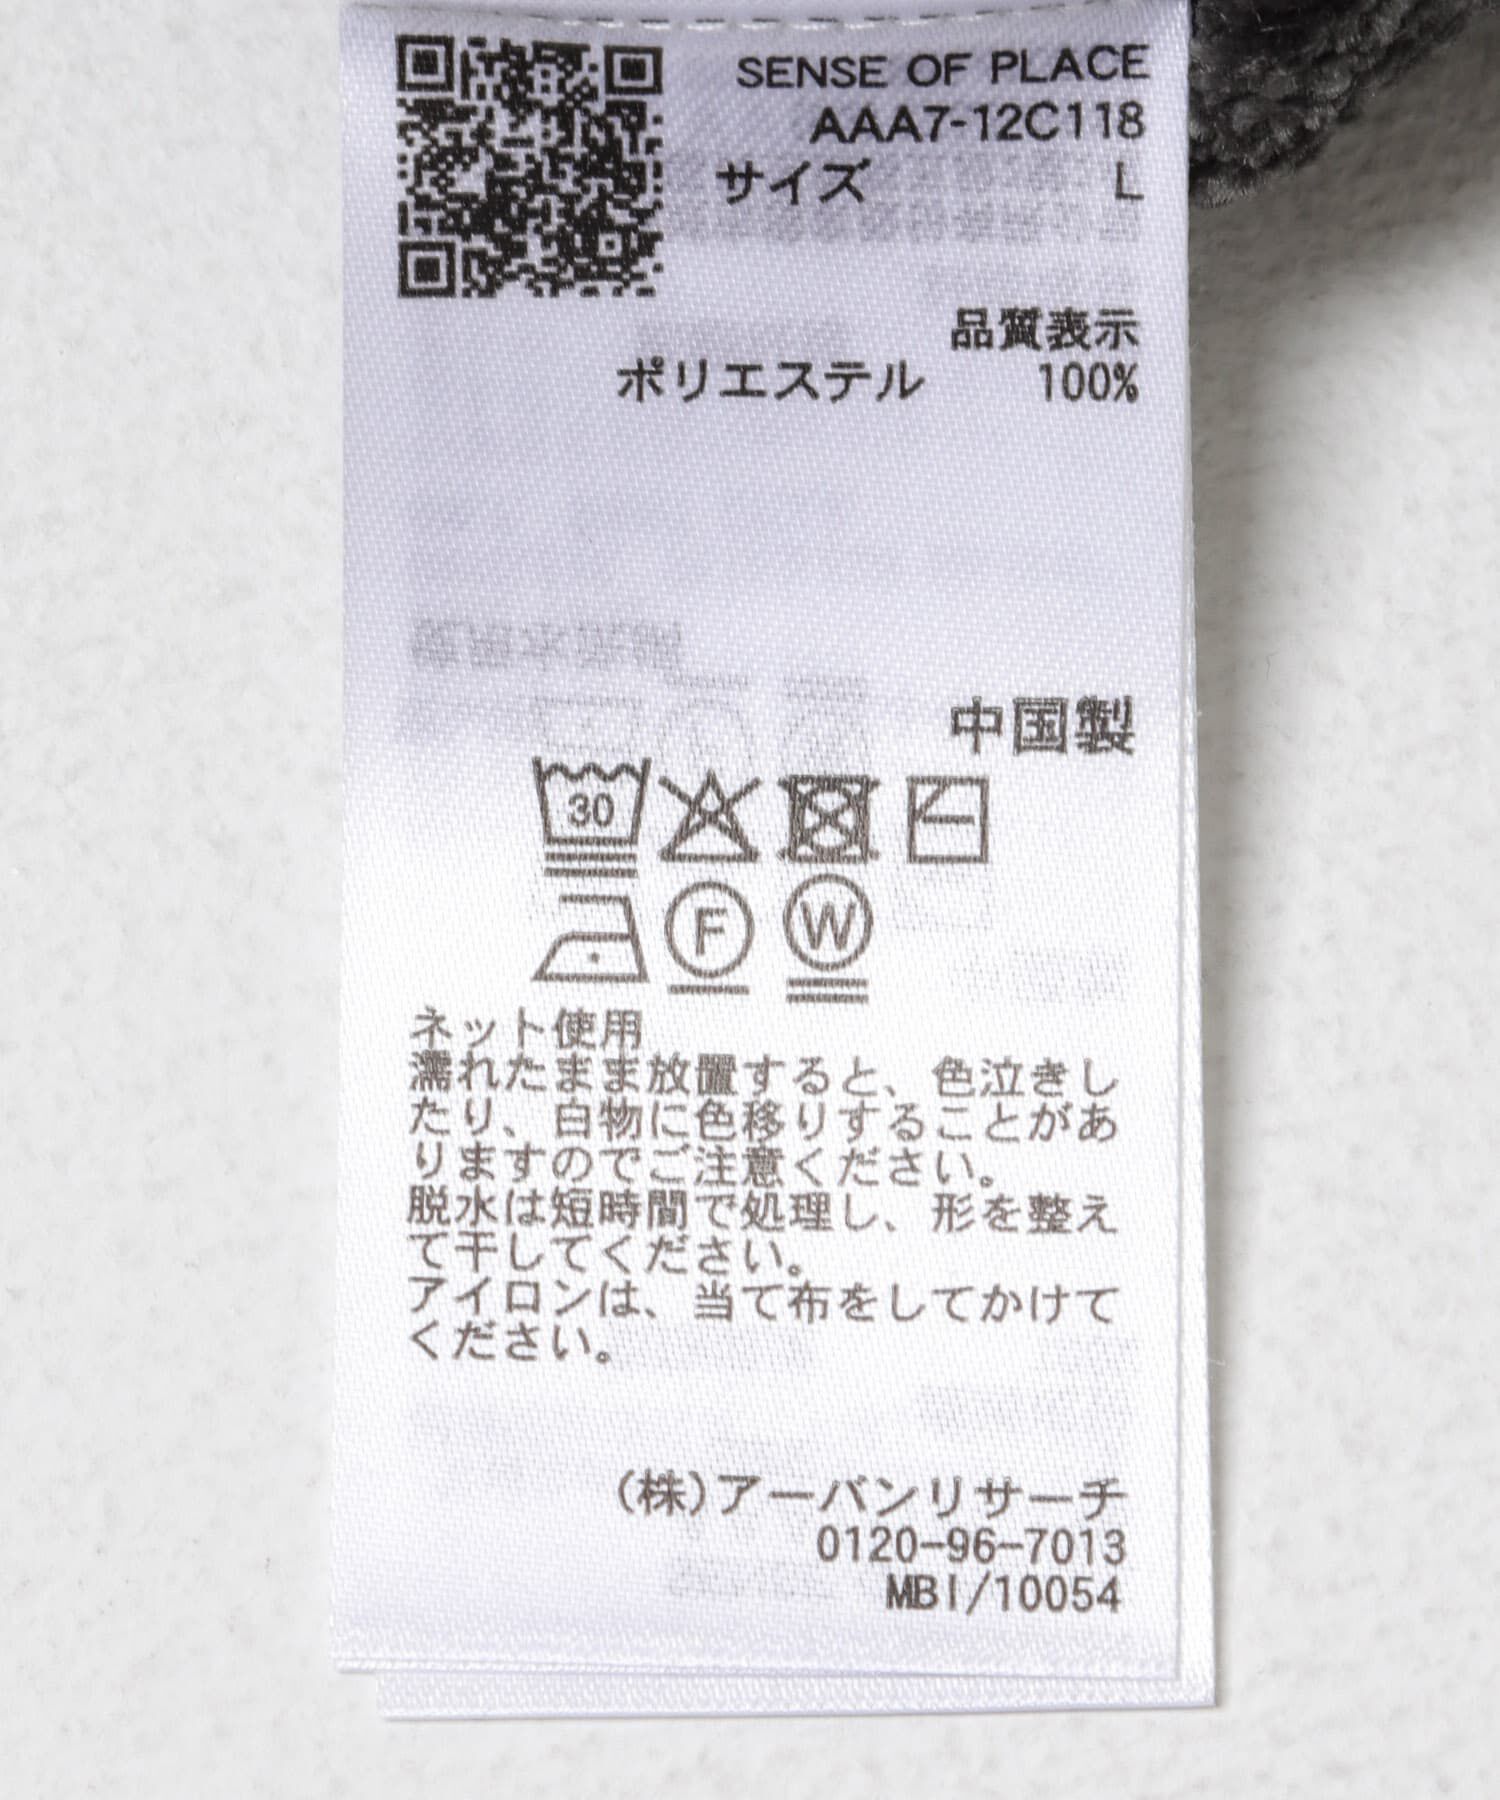 SENSE OF PLACE
AAA7-12C118
サイズ L
品質表示
ポリエステル 100%
中国製
30
F W
ネット使用
濡れたまま放置すると、色泣きし
たり、白物に色移りすることがあ
りますのでご注意ください。
脱水は短時間で処理し、形を整え
て干してください。
アイロンは、当て布をしてかけて
ください。
(株)アーバンリサーチ
0120-96-7013
MBI/10054